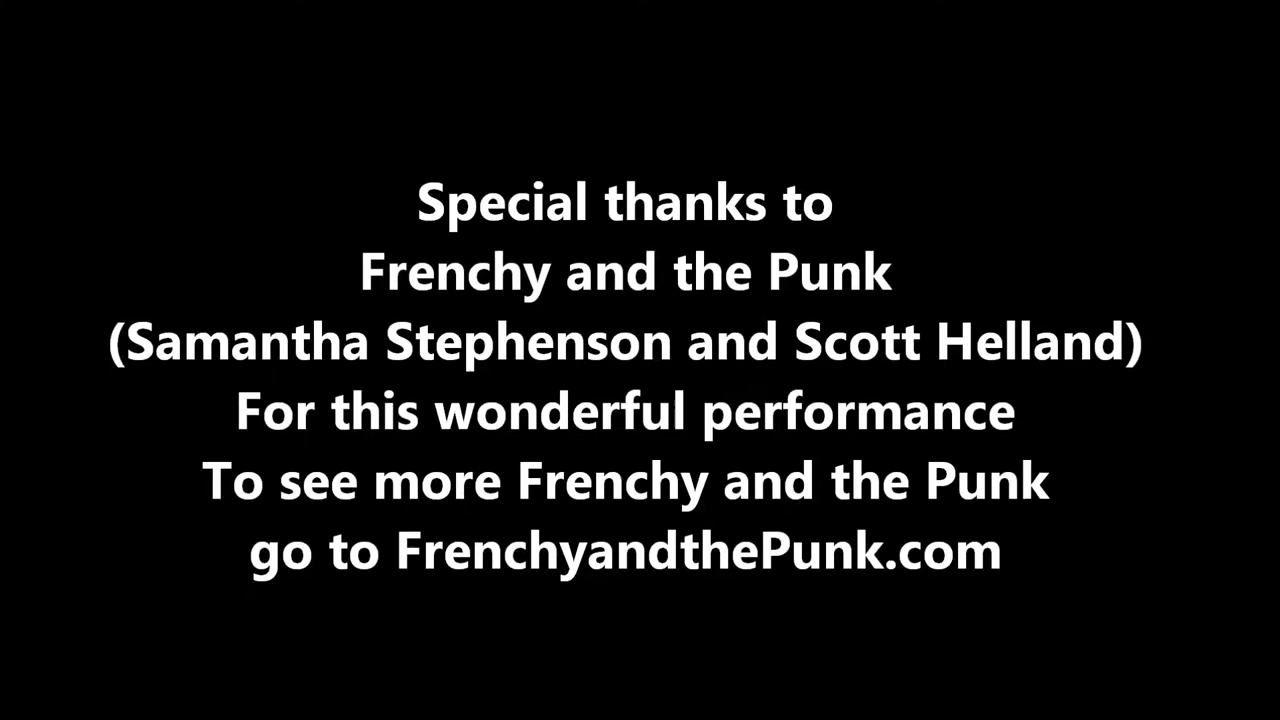 Special thanks to
Frenchy and the Punk
(Samantha Stephenson and Scott Helland)
For this wonderful performance
To see more Frenchy and the Punk
go to FrenchyandthePunk.com